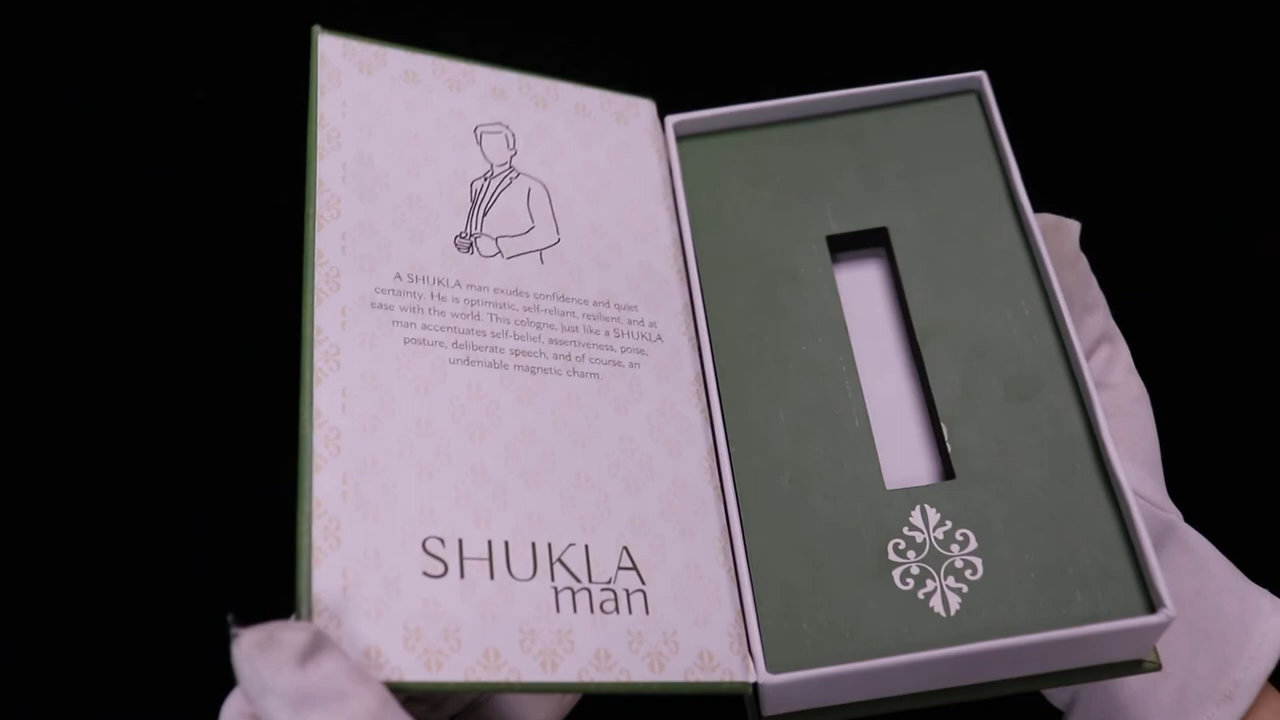 A SHUKLA man exudes confidence and quiet
certainty. He is optimistic, self-reliant, resilient, and at
ease with the world. This cologne, just like a SHUKLA
man accentuates self-belief, assertiveness, poise,
posture, deliberate speech, and of course, an
undeniable magnetic charm.
SHUKLA
man